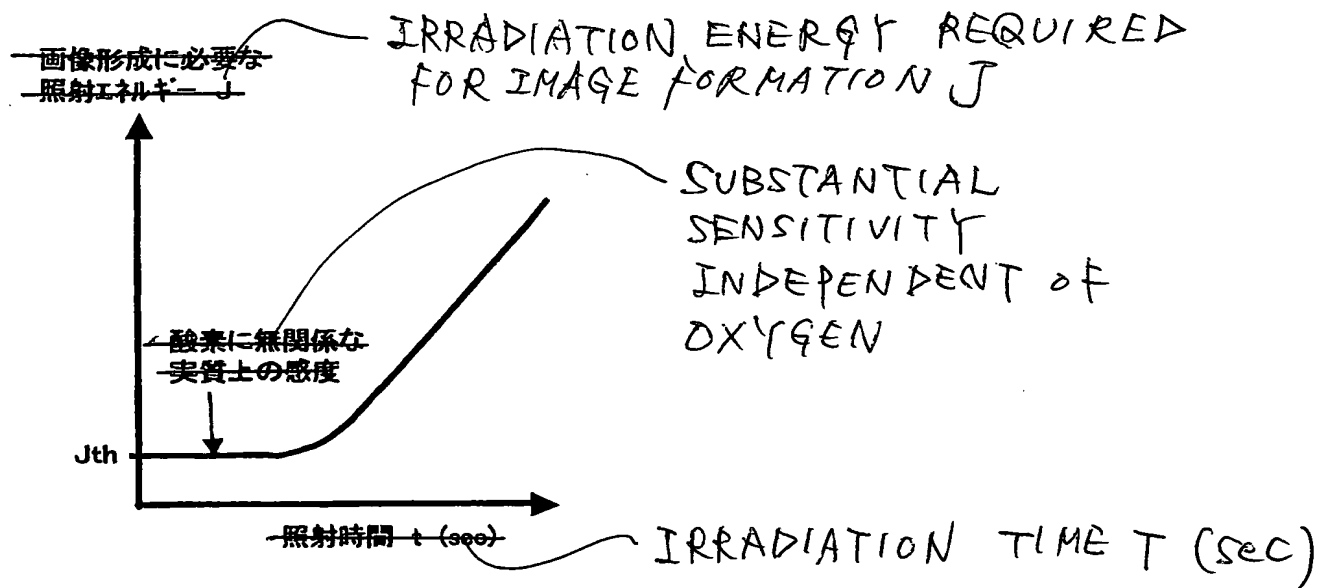 画像形成に必要な
照射エネルギー J
IRRADIATION ENERGY REQUIRED
FOR IMAGE FORMATION J
SUBSTANTIAL
SENSITIVITY
INDEPENDENT OF
OXYGEN
酸素に無関係な
実質上の感度
Jth
照射時間 t (sec)
IRRADIATION TIME T (sec)